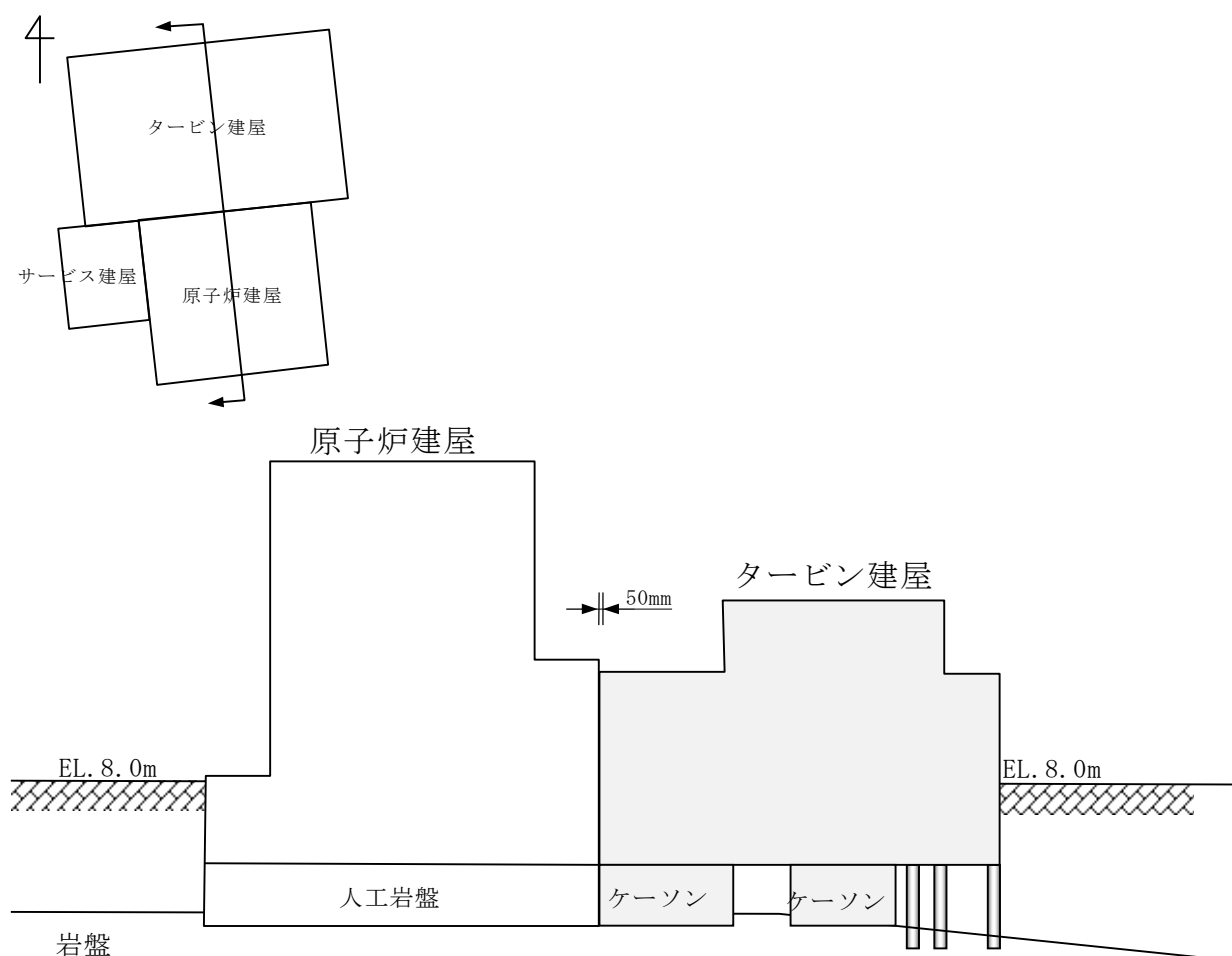 タービン建屋
サービス建屋
原子炉建屋
原子炉建屋
タービン建屋
50mm
EL.8.0m
EL.8.0m
人工岩盤
ケーソン
ケーソン
岩盤